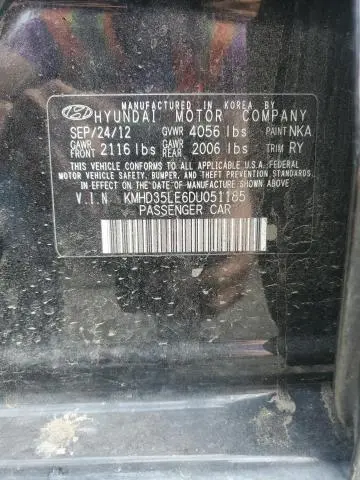 MANUFACTURED IN KOREA BY
HYUNDAI MOTOR COMPANY
SEP/24/12 GVWR 4056 lbs PAINT NKA
GAWR FRONT 2116 lbs GAWR REAR 2006 lbs TRIM RY
THIS VEHICLE CONFORMS TO ALL APPLICABLE U.S.A. FEDERAL
MOTOR VEHICLE SAFETY, BUMPER, AND THEFT PREVENTION STANDARDS
IN EFFECT ON THE DATE OF MANUFACTURE SHOWN ABOVE.
V.I.N KMHD35LE6DU051185
PASSENGER CAR